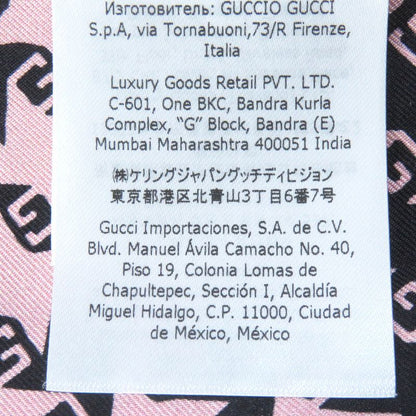 Изготовитель: GUCCIO GUCCI
S.p.A, via Tornabuoni,73/R Firenze,
Italia
Luxury Goods Retail PVT. LTD.
C-601, One BKC, Bandra Kurla
Complex, “G” Block, Bandra (E)
Mumbai Maharashtra 400051 India
㈱ケリングジャパングッチディビジョン
東京都港区北青山3丁目6番7号
Gucci Importaciones, S.A. de C.V.
Blvd. Manuel Ávila Camacho No. 40,
Piso 19, Colonia Lomas de
Chapultepec, Sección I, Alcaldía
Miguel Hidalgo, C.P. 11000, Ciudad
de México, México